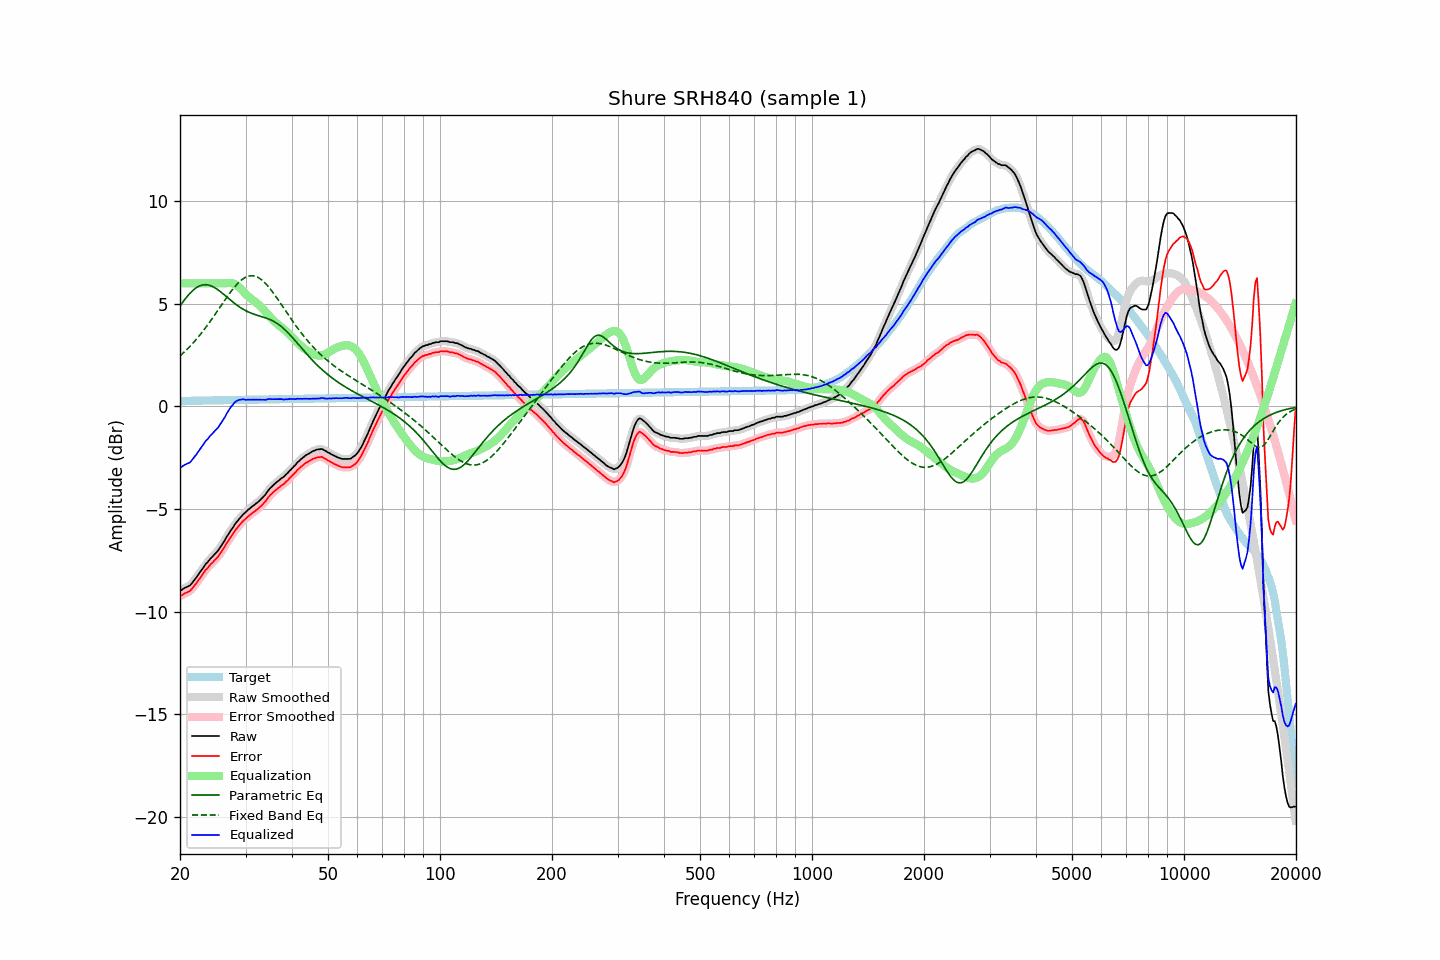 Shure SRH840 (sample 1)
Amplitude (dBr)
10
5
0
−5
−10
−15
−20
Target
Raw Smoothed
Error Smoothed
Raw
Error
Equalization
Parametric Eq
Fixed Band Eq
Equalized
20 50 100 200 500 1000 2000 5000 10000 20000
Frequency (Hz)